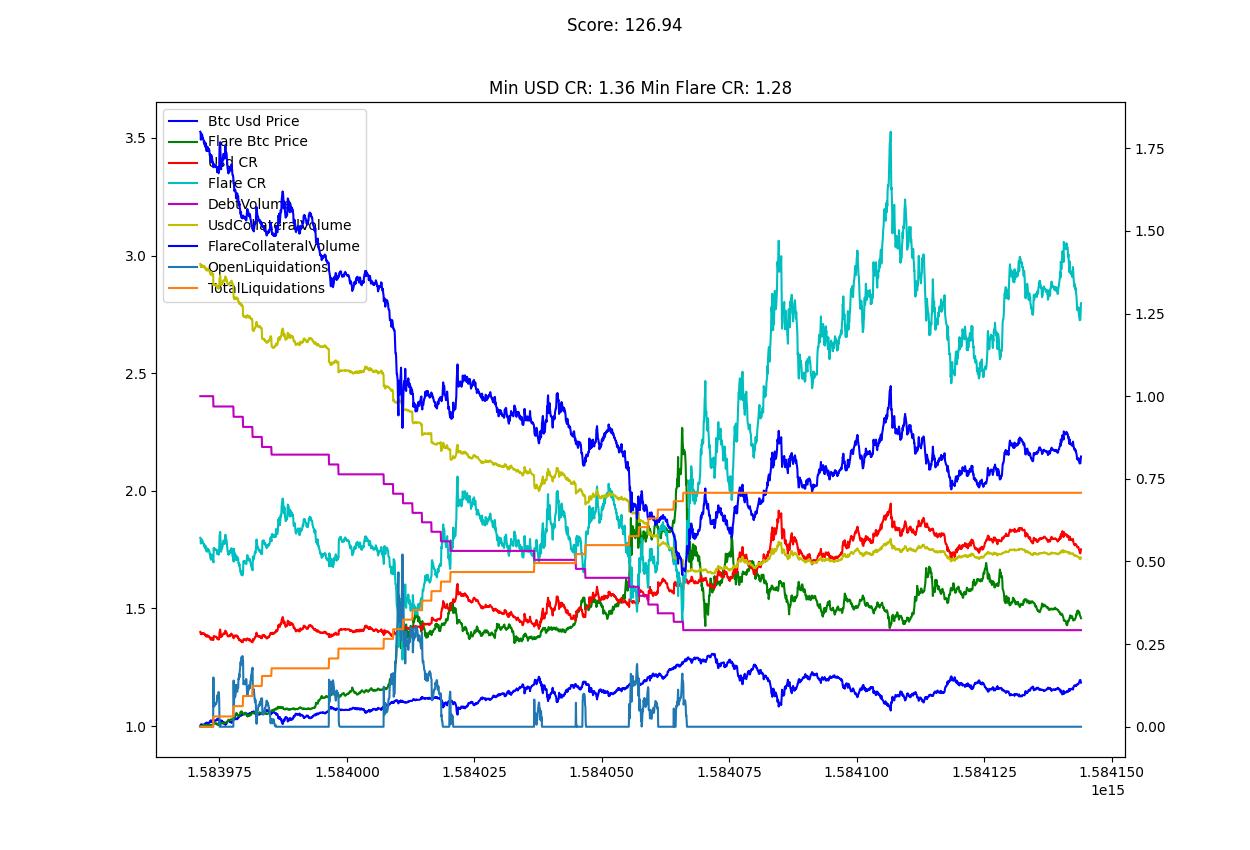 Score: 126.94
Min USD CR: 1.36 Min Flare CR: 1.28
Btc Usd Price
Flare Btc Price
Usd CR
Flare CR
DebtVolume
UsdCollateralVolume
FlareCollateralVolume
OpenLiquidations
TotalLiquidations
3.5
3.0
2.5
2.0
1.5
1.0
1.75
1.50
1.25
1.00
0.75
0.50
0.25
0.00
1.583975
1.584000
1.584025
1.584050
1.584075
1.584100
1.584125
1.584150
1e15